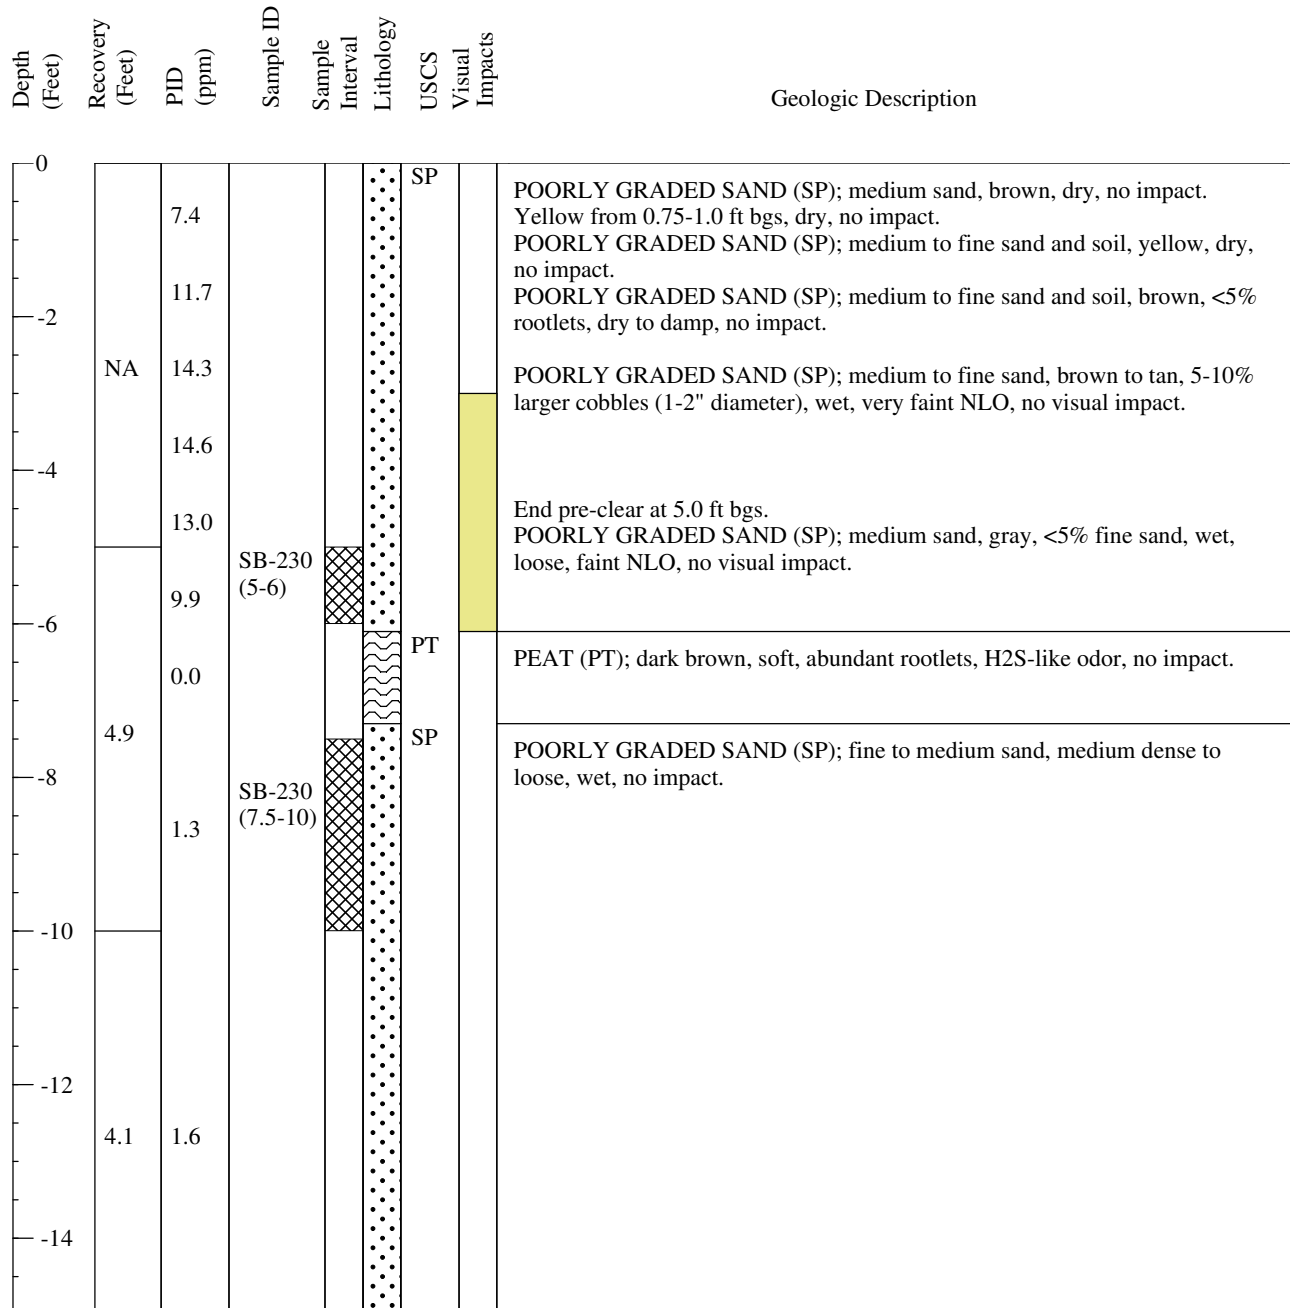 Depth
(Feet)
Recovery
(Feet)
PID
(ppm)
Sample ID
Sample
Interval
Lithology
USCS
Visual
Impacts
Geologic Description
0
-2
-4
-6
-8
-10
-12
-14
NA
4.9
4.1
7.4
11.7
14.3
14.6
13.0
9.9
0.0
1.3
1.6
SB-230
(5-6)
SB-230
(7.5-10)
SP
PT
SP
POORLY GRADED SAND (SP); medium sand, brown, dry, no impact.
Yellow from 0.75-1.0 ft bgs, dry, no impact.
POORLY GRADED SAND (SP); medium to fine sand and soil, yellow, dry,
no impact.
POORLY GRADED SAND (SP); medium to fine sand and soil, brown, <5%
rootlets, dry to damp, no impact.
POORLY GRADED SAND (SP); medium to fine sand, brown to tan, 5-10%
larger cobbles (1-2" diameter), wet, very faint NLO, no visual impact.
End pre-clear at 5.0 ft bgs.
POORLY GRADED SAND (SP); medium sand, gray, <5% fine sand, wet,
loose, faint NLO, no visual impact.
PEAT (PT); dark brown, soft, abundant rootlets, H2S-like odor, no impact.
POORLY GRADED SAND (SP); fine to medium sand, medium dense to
loose, wet, no impact.